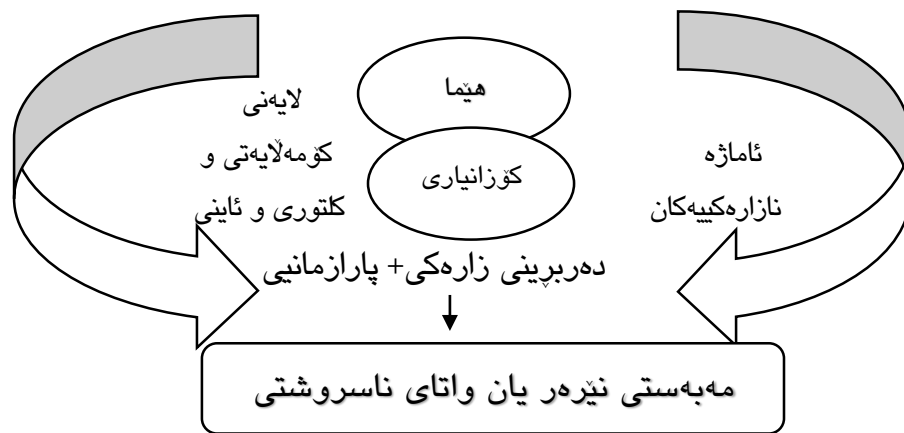 هێما
کۆزانیاری
ئاماژە
نازارەکییەکان
لایەنی
کۆمەڵایەتی و
کلتوری و ئاینی
دەربڕینی زارەکی+ پارازمانیی
مەبەستی نێرەر یان واتای ناسروشتی